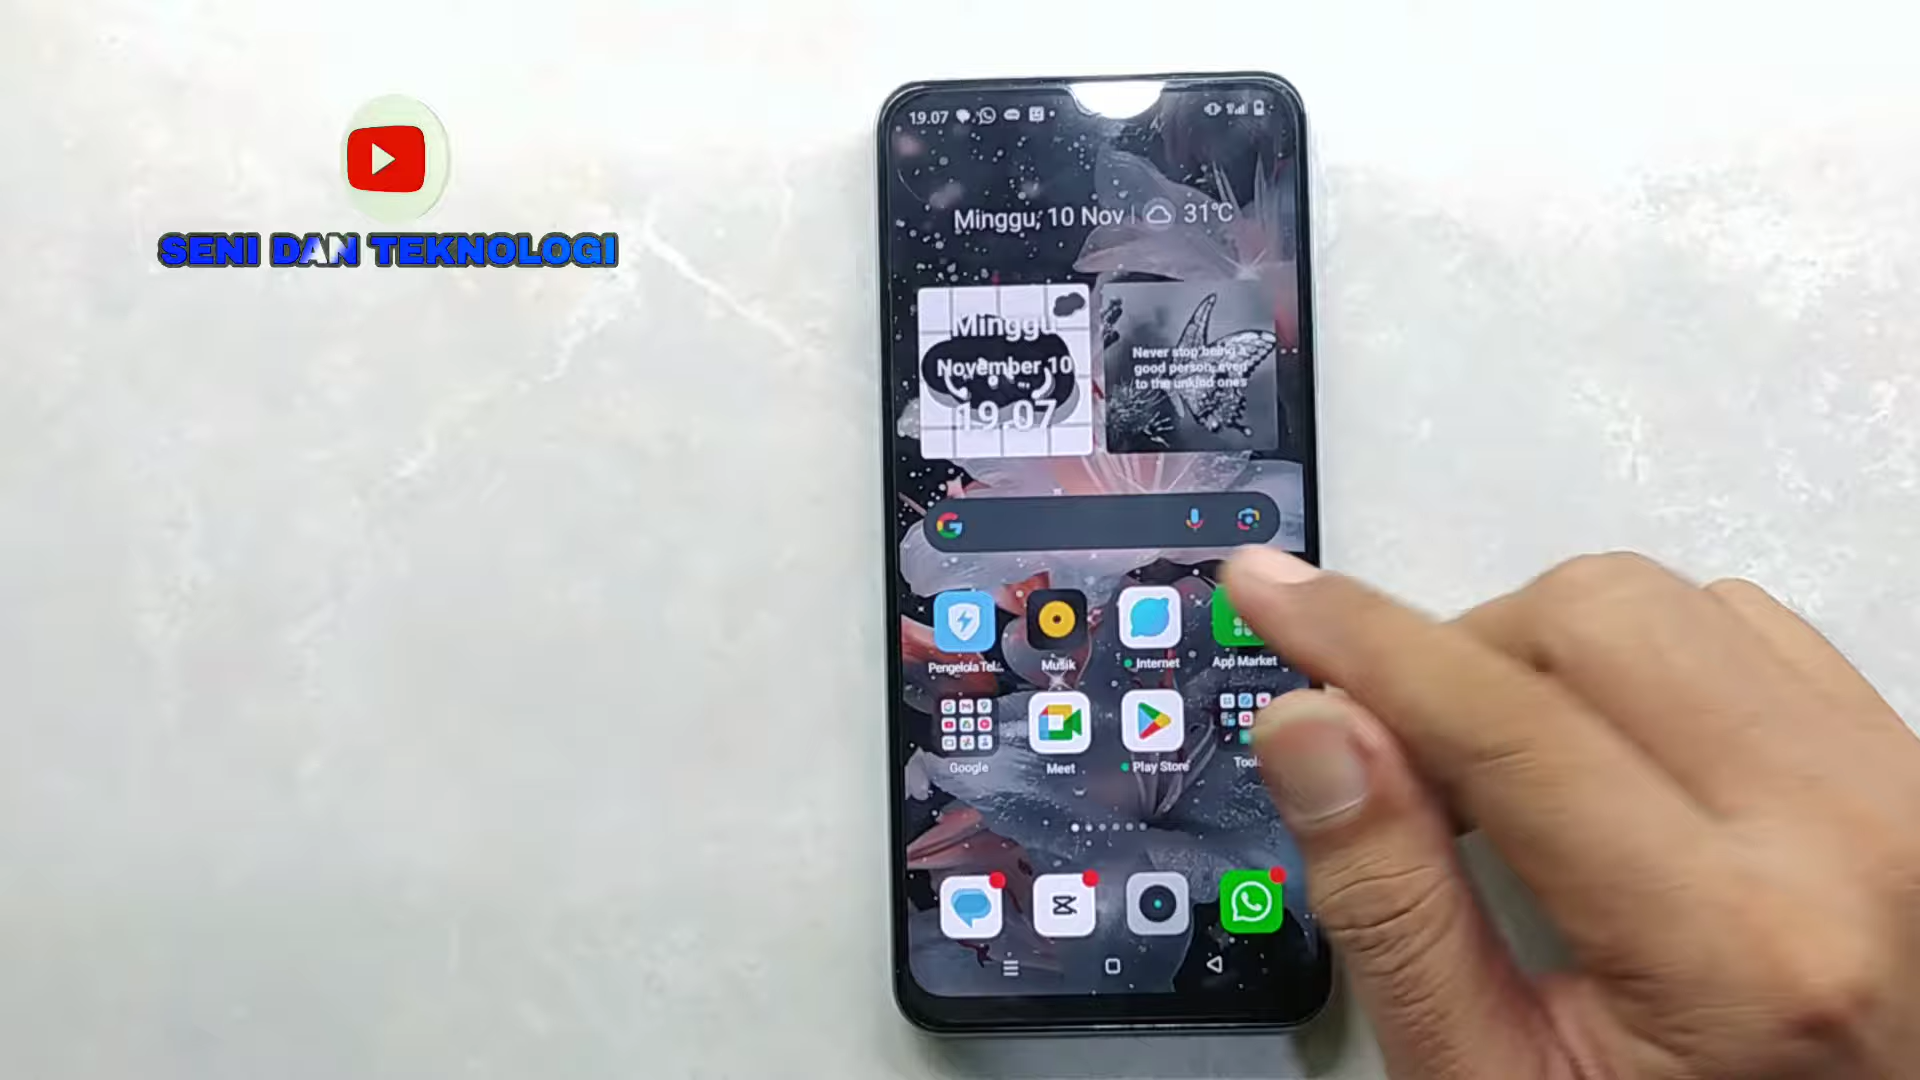 SENI DAN TEKNOLOGI
19.07
Minggu, 10 Nov | 31°C
Minggu
November 10
19.07
Never stop being a
good person, even
to the unkind ones
Pengelola Tel...
Musik
Internet
App Market
Google
Meet
Play Store